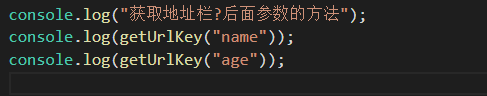 console.log("获取地址栏?后面参数的方法");
console.log(getUrlKey("name"));
console.log(getUrlKey("age"));